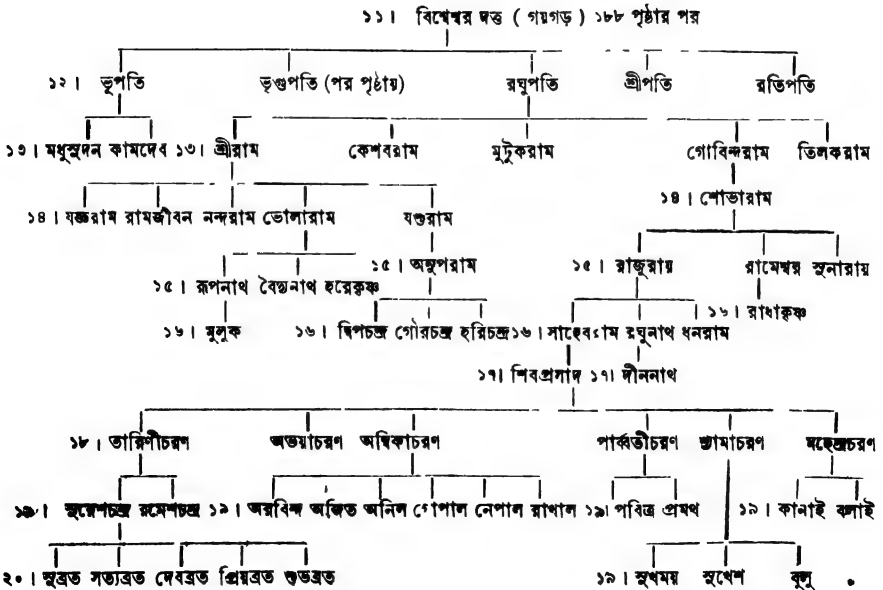 ১১। বিশ্বেশ্বর দত্ত ( গয়গড় ) ১৮৮ পৃষ্ঠার পর
১২। ভূপতি ভৃগুপতি (পর পৃষ্ঠায়) রঘুপতি শ্রীপতি রতিপতি
১৩। মধুসূদন কামদেব ১৩। শ্রীরাম কেশবরাম মুটুকরাম গোবিন্দরাম তিলকরাম
১৪। যজ্ঞরাম রামজীবন নন্দরাম ভোলারাম যশুরাম ১৪। শোভারাম
১৫। রূপনাথ বৈদ্যনাথ হরেকৃষ্ণ ১৫। অনুপরাম ১৫। রাজুরায় রামেশ্বর সুনারায়
১৬। মুলুক ১৬। দ্বিপচন্দ্র গৌরচন্দ্র হরিচন্দ্র ১৬। সাহেবরাম রঘুনাথ ধনরাম ১৬। রাধাকৃষ্ণ
১৭। শিবপ্রসাদ ১৭। দীননাথ
১৮। তারিণীচরণ অভয়াচরণ অম্বিকাচরণ পার্ব্বতীচরণ শ্যামাচরণ মহেন্দ্রচরণ
১৯। সুরেশচন্দ্র রমেশচন্দ্র ১৯। অরবিন্দ অজিত অনিল গোপাল নেপাল রাখাল ১৯। পবিত্র প্রমথ ১৯। কানাই বলাই
২০। সুব্রত সত্যব্রত দেবব্রত প্রিয়ব্রত শুভব্রত ১৯। সুখময় সুখেশ বুলু